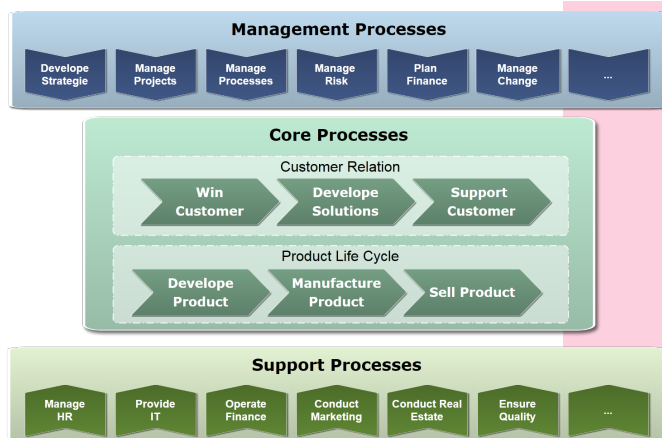 Management Processes
Develope
Strategie
Manage
Projects
Manage
Processes
Manage
Risk
Plan
Finance
Manage
Change
...
Core Processes
Customer Relation
Win
Customer
Develope
Solutions
Support
Customer
Product Life Cycle
Develope
Product
Manufacture
Product
Sell Product
Support Processes
Manage
HR
Provide
IT
Operate
Finance
Conduct
Marketing
Conduct Real
Estate
Ensure
Quality
...